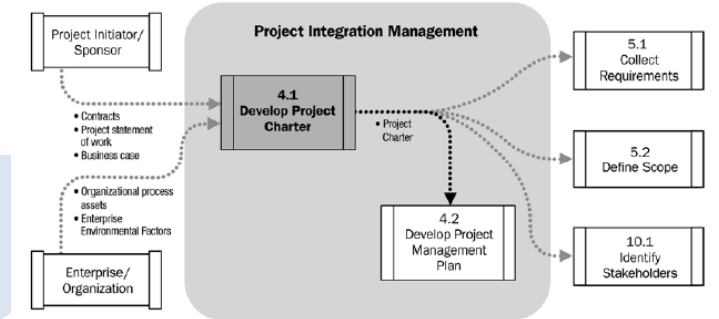 Project Initiator/
Sponsor
• Contracts
• Project statement
of work
• Business case
• Organizational process
assets
• Enterprise
Environmental Factors
Enterprise/
Organization
Project Integration Management
4.1
Develop Project
Charter
• Project
Charter
4.2
Develop Project
Management
Plan
5.1
Collect
Requirements
5.2
Define Scope
10.1
Identify
Stakeholders